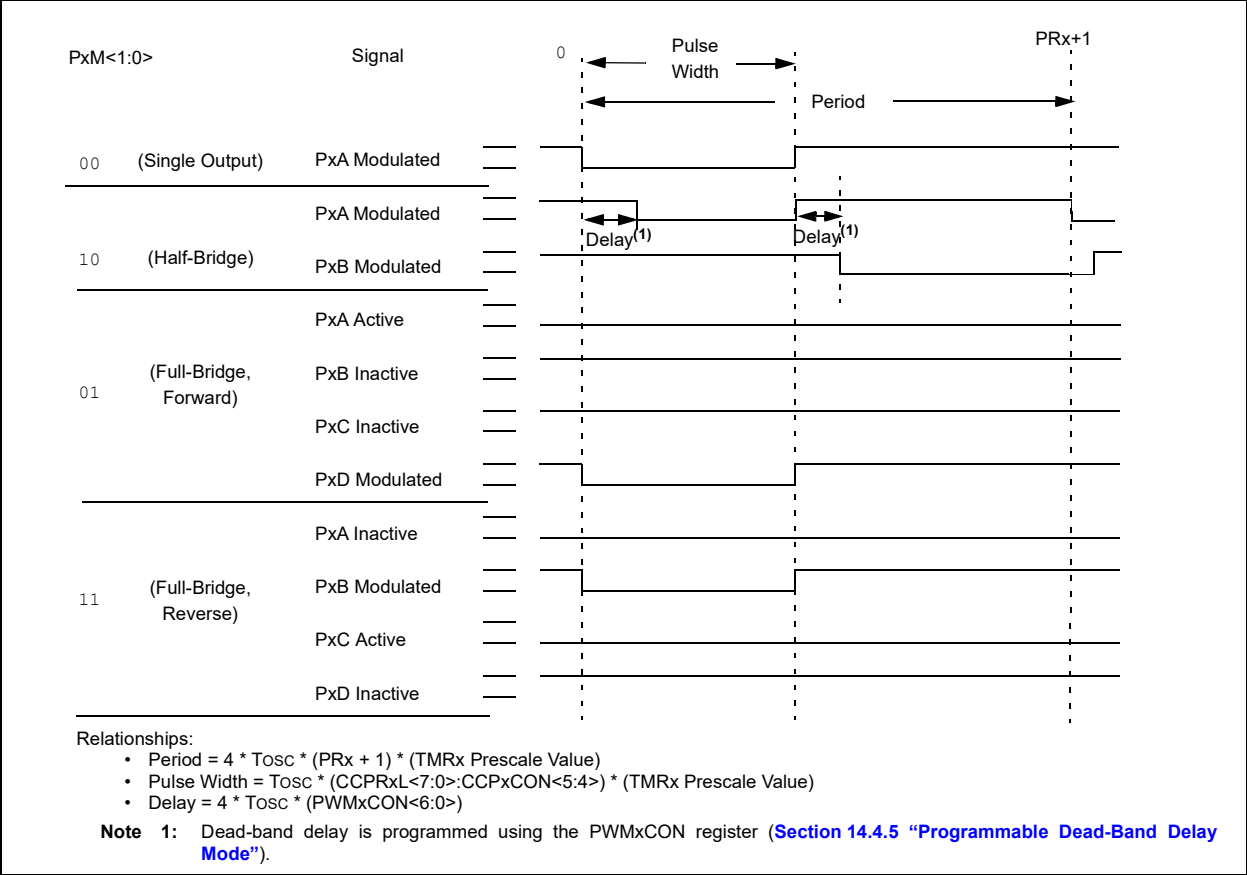 PxM<1:0>
Signal
0
Pulse
Width
PRx+1
Period
00
(Single Output)
PxA Modulated
10
(Half-Bridge)
PxA Modulated
Delay(1)
Delay(1)
PxB Modulated
01
(Full-Bridge,
Forward)
PxA Active
PxB Inactive
PxC Inactive
PxD Modulated
11
(Full-Bridge,
Reverse)
PxA Inactive
PxB Modulated
PxC Active
PxD Inactive
Relationships:
• Period = 4 * TOSC * (PRx + 1) * (TMRx Prescale Value)
• Pulse Width = TOSC * (CCPRxL<7:0>:CCPxCON<5:4>) * (TMRx Prescale Value)
• Delay = 4 * TOSC * (PWMxCON<6:0>)
Note 1: Dead-band delay is programmed using the PWMxCON register (Section 14.4.5 “Programmable Dead-Band Delay
Mode”).